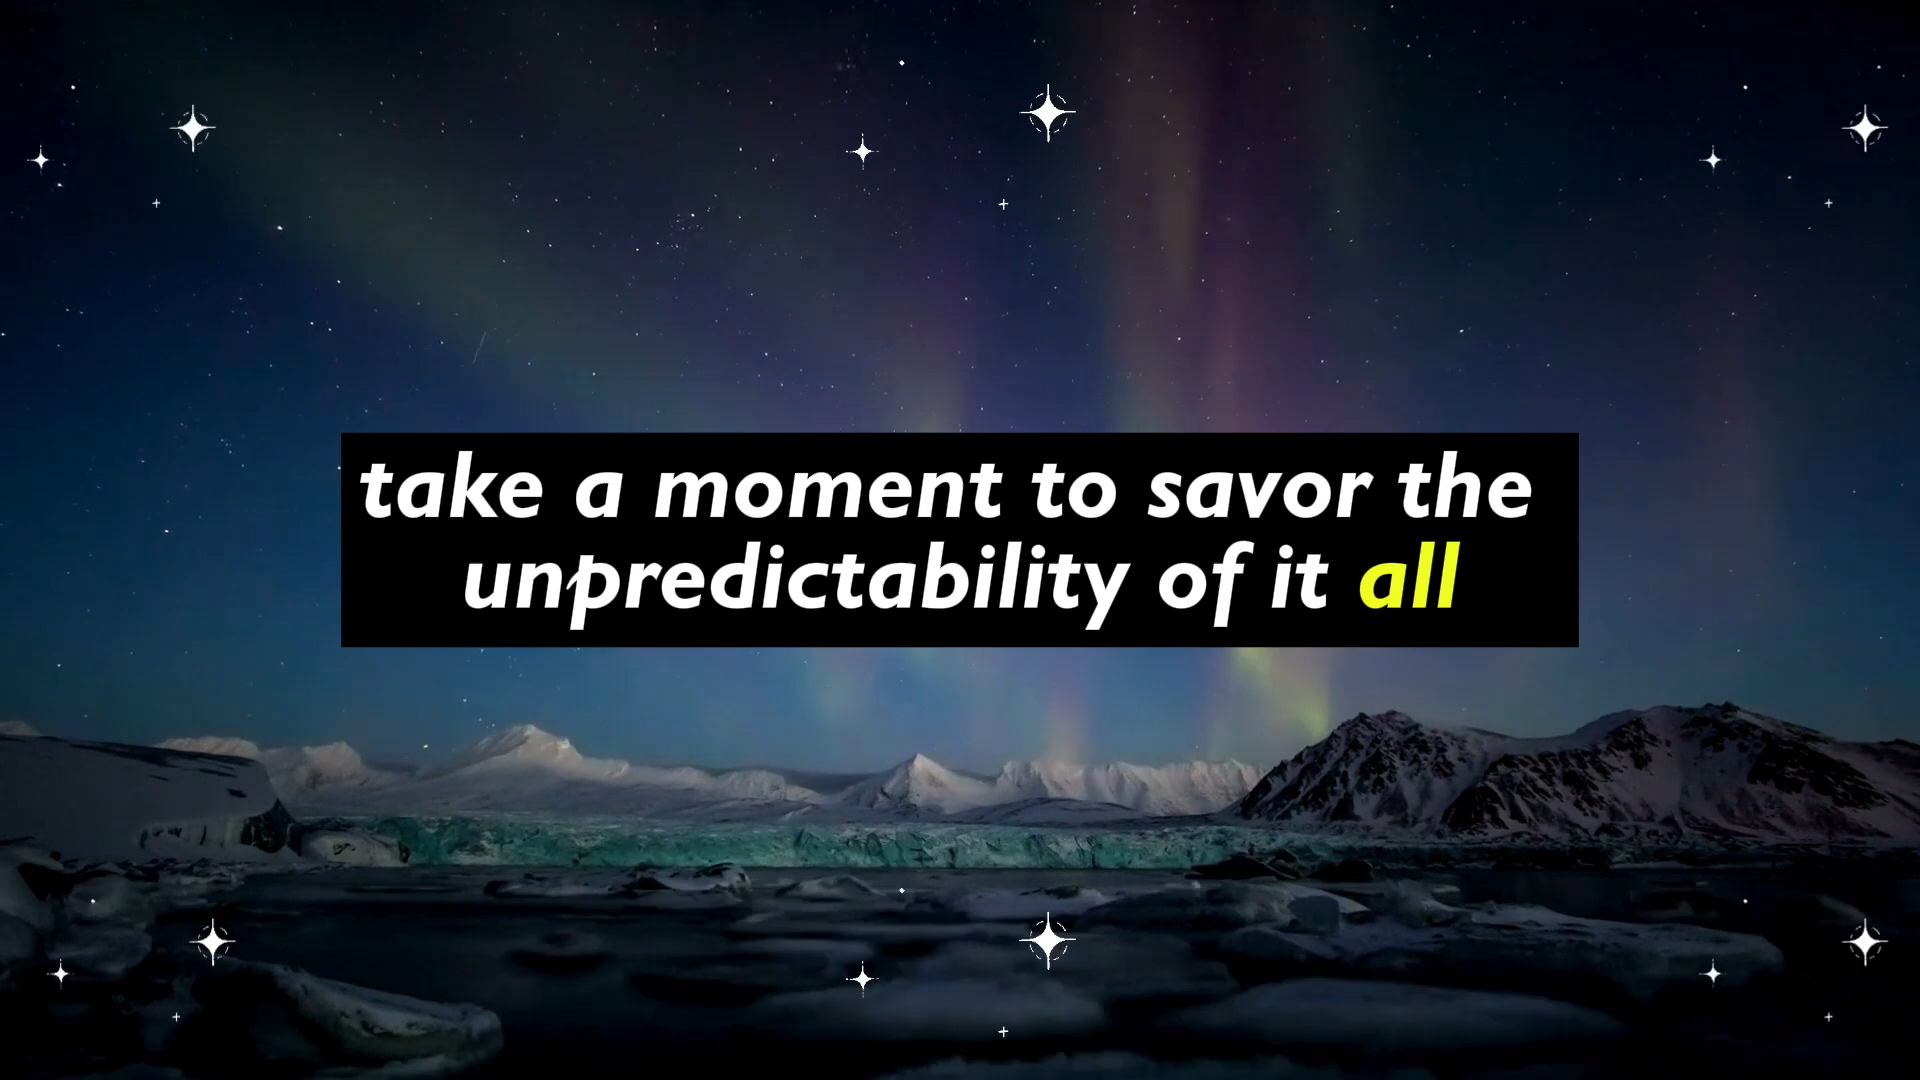 take a moment to savor the
unpredictability of it all